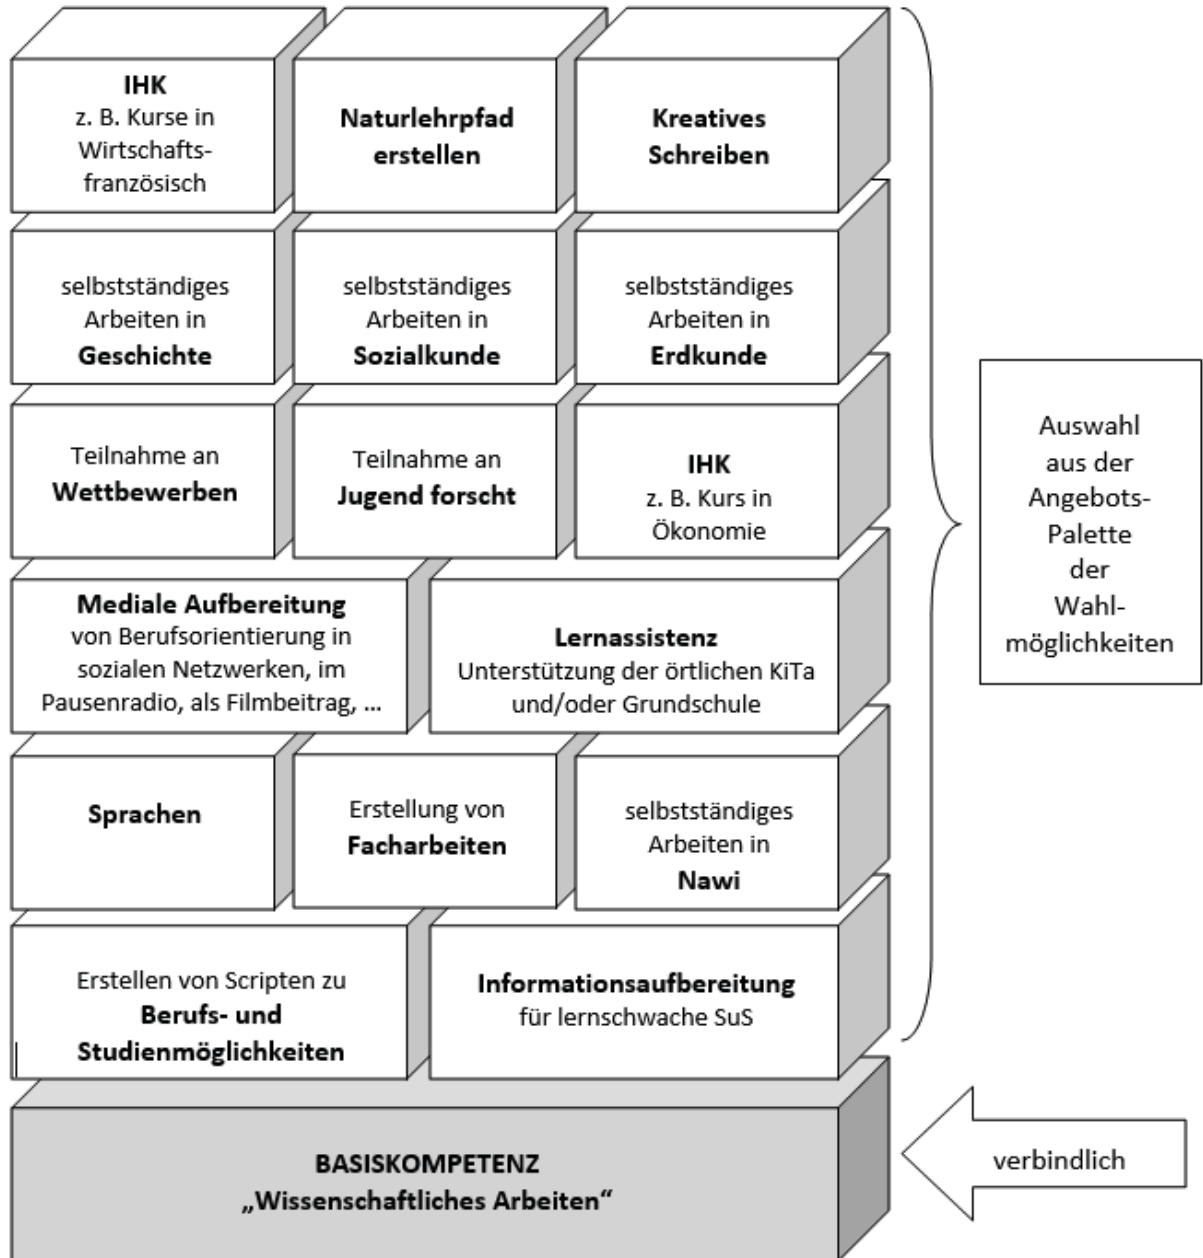 IHK
z. B. Kurse in
Wirtschafts-
französisch
Naturlehrpfad
erstellen
Kreatives
Schreiben
selbstständiges
Arbeiten in
Geschichte
selbstständiges
Arbeiten in
Sozialkunde
selbstständiges
Arbeiten in
Erdkunde
Teilnahme an
Wettbewerben
Teilnahme an
Jugend forscht
IHK
z. B. Kurs in
Ökonomie
Mediale Aufbereitung
von Berufsorientierung in
sozialen Netzwerken, im
Pausenradio, als Filmbeitrag, ...
Lernassistenz
Unterstützung der örtlichen KiTa
und/oder Grundschule
Sprachen
Erstellung von
Facharbeiten
selbstständiges
Arbeiten in
Nawi
Erstellen von Scripten zu
Berufs- und
Studienmöglichkeiten
Informationsaufbereitung
für lernschwache SuS
BASISKOMPETENZ
„Wissenschaftliches Arbeiten“
Auswahl
aus der
Angebots-
Palette
der
Wahl-
möglichkeiten
verbindlich